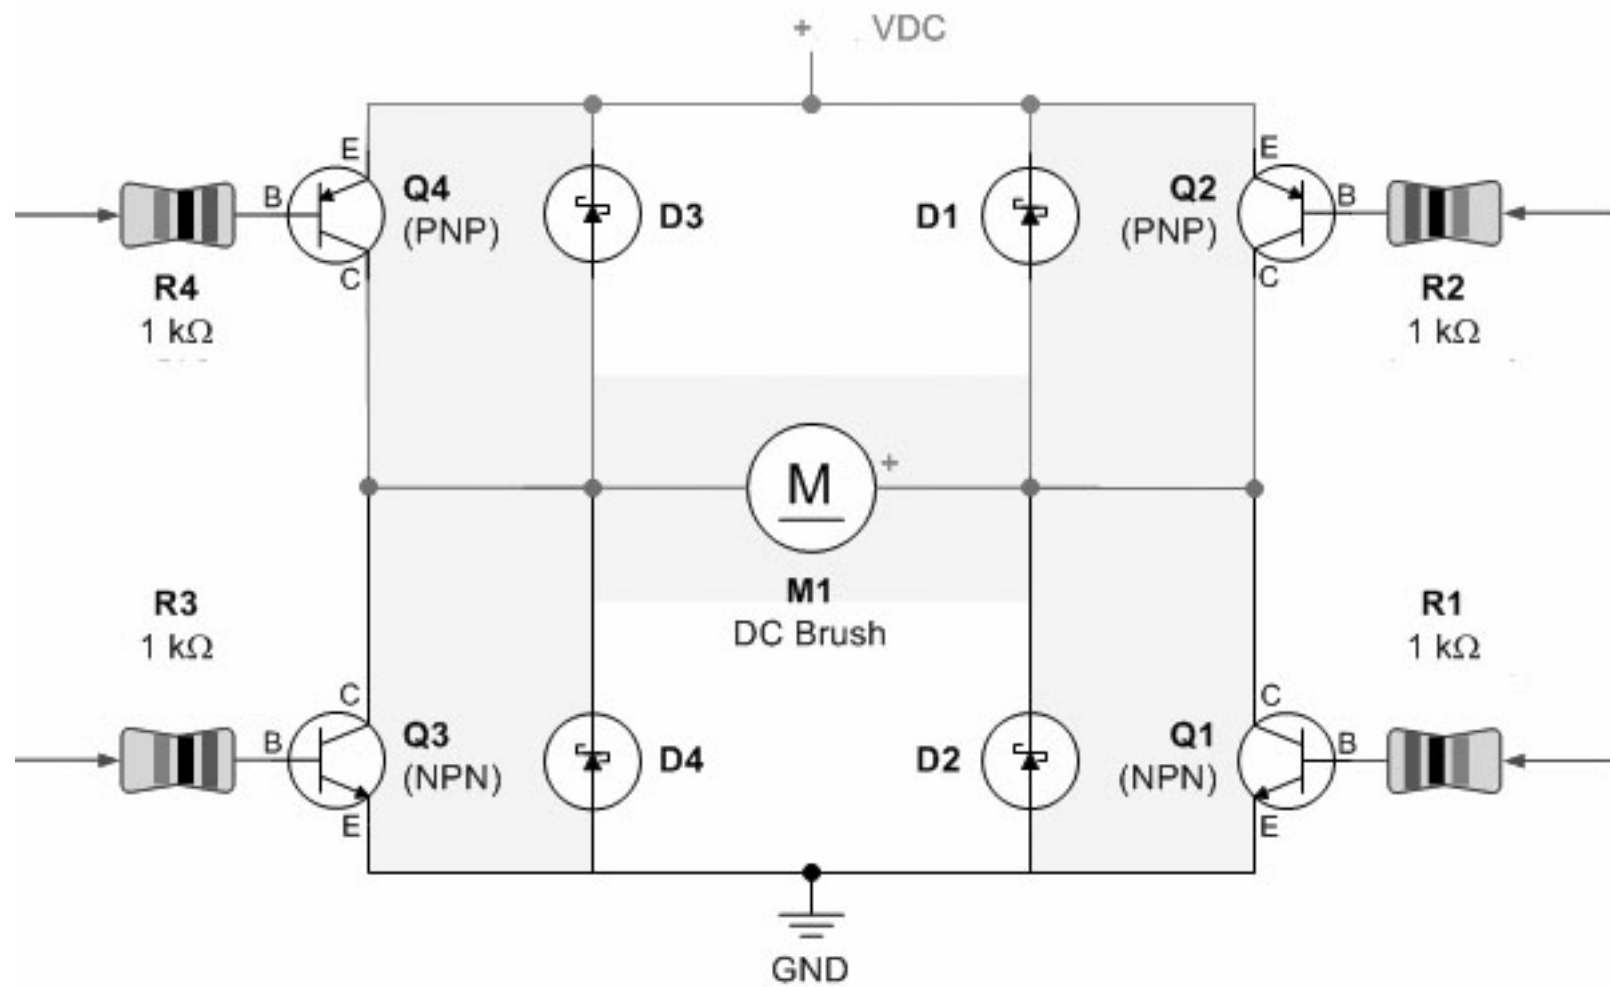 + VDC
E
E
B
Q4
(PNP)
D3
D1
Q2
(PNP)
B
C
C
R4
1 kΩ
R2
1 kΩ
M
+
M1
DC Brush
R3
1 kΩ
R1
1 kΩ
C
C
B
Q3
(NPN)
D4
D2
Q1
(NPN)
B
E
E
GND